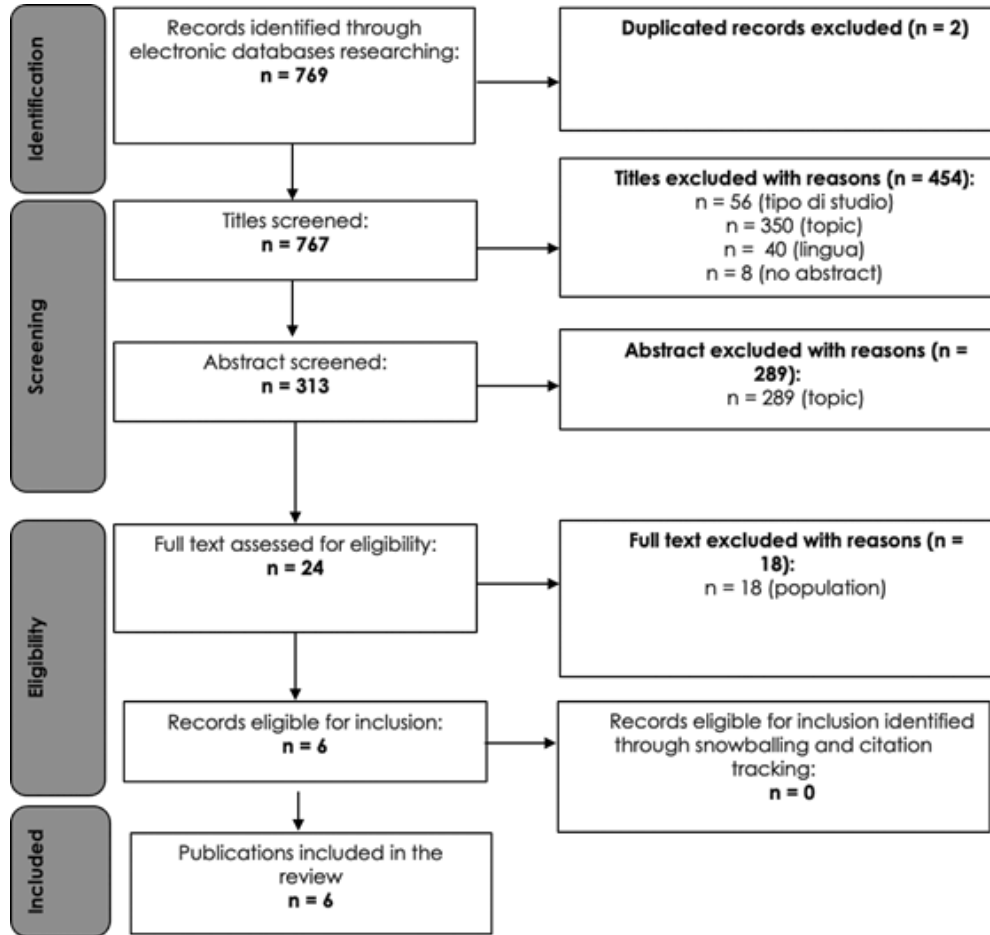 Identification
Records identified through
electronic databases researching:
n = 769
Duplicated records excluded (n = 2)
Screening
Titles screened:
n = 767
Titles excluded with reasons (n = 454):
n = 56 (tipo di studio)
n = 350 (topic)
n = 40 (lingua)
n = 8 (no abstract)
Abstract screened:
n = 313
Abstract excluded with reasons (n =
289):
n = 289 (topic)
Eligibility
Full text assessed for eligibility:
n = 24
Full text excluded with reasons (n =
18):
n = 18 (population)
Records eligible for inclusion:
n = 6
Records eligible for inclusion identified
through snowballing and citation
tracking:
n = 0
Included
Publications included in the
review
n = 6